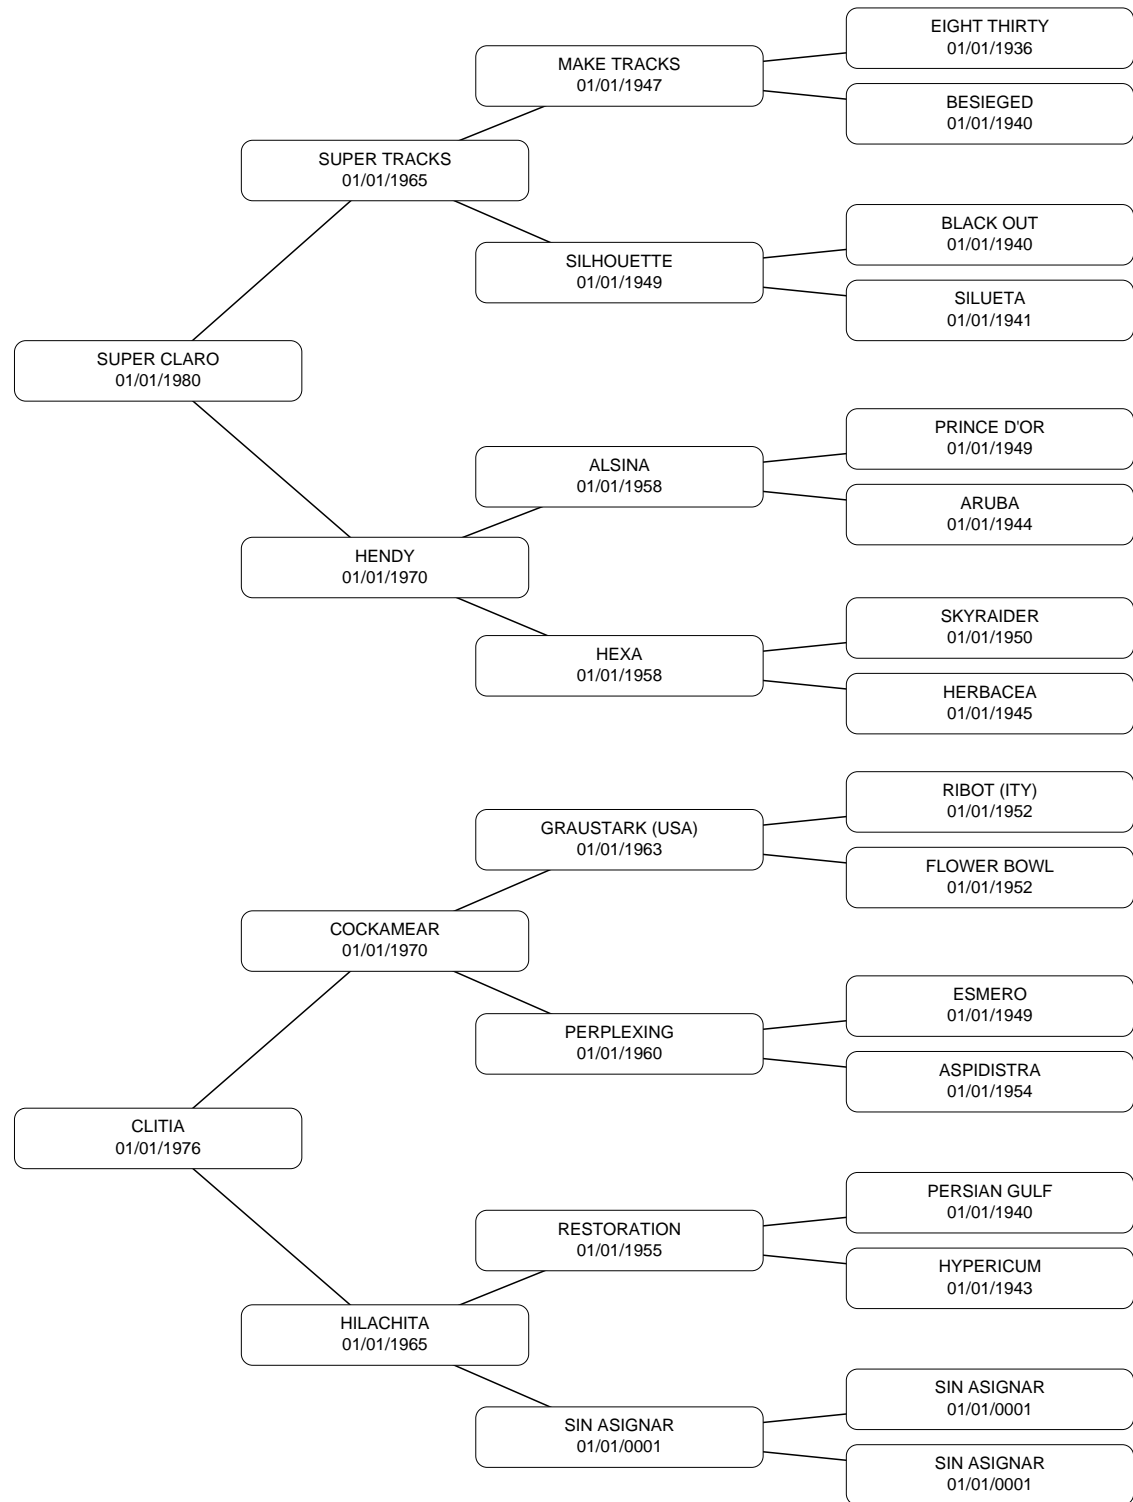 EIGHT THIRTY
01/01/1936
MAKE TRACKS
01/01/1947
BESIEGED
01/01/1940
SUPER TRACKS
01/01/1965
BLACK OUT
01/01/1940
SILHOUETTE
01/01/1949
SILUETA
01/01/1941
SUPER CLARO
01/01/1980
PRINCE D'OR
01/01/1949
ALSINA
01/01/1958
ARUBA
01/01/1944
HENDY
01/01/1970
SKYRAIDER
01/01/1950
HEXA
01/01/1958
HERBACEA
01/01/1945
RIBOT (ITY)
01/01/1952
GRAUSTARK (USA)
01/01/1963
FLOWER BOWL
01/01/1952
COCKAMEAR
01/01/1970
ESMERO
01/01/1949
PERPLEXING
01/01/1960
ASPIDISTRA
01/01/1954
CLITIA
01/01/1976
PERSIAN GULF
01/01/1940
RESTORATION
01/01/1955
HYPERICUM
01/01/1943
HILACHITA
01/01/1965
SIN ASIGNAR
01/01/0001
SIN ASIGNAR
01/01/0001
SIN ASIGNAR
01/01/0001